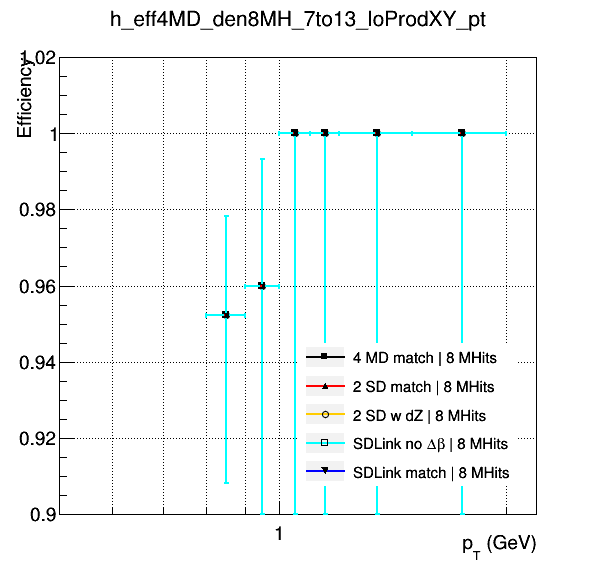 h_eff4MD_den8MH_7to13_loProdXY_pt
Efficiency
1.02
1
0.98
0.96
0.94
0.92
0.9
4 MD match | 8 MHits
2 SD match | 8 MHits
2 SD w dZ | 8 MHits
SDLink no Δβ | 8 MHits
SDLink match | 8 MHits
1
p_T (GeV)